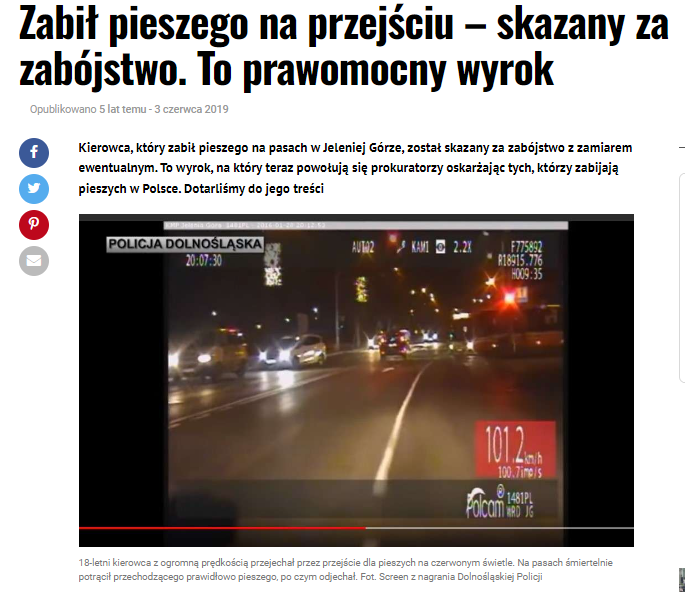 Zabił pieszego na przejściu – skazany za
zabójstwo. To prawomocny wyrok
Opublikowano 5 lat temu - 3 czerwca 2019
Kierowca, który zabił pieszego na pasach w Jeleniej Górze, został skazany za zabójstwo z zamiarem
ewentualnym. To wyrok, na który teraz powołują się prokuratorzy oskarżając tych, którzy zabijają
pieszych w Polsce. Dotarliśmy do jego treści
POLICJA DOLNOŚLĄSKA
20:07:30
AUTO2 KAM1 2.2X
F775892
R18915.776
H009:35
101.2 km/h
100.7imp/s
Polcam 1481PL
WRD JG
18-letni kierowca z ogromną prędkością przejechał przez przejście dla pieszych na czerwonym świetle. Na pasach śmiertelnie
potrącił przechodzącego prawidłowo pieszego, po czym odjechał. Fot. Screen z nagrania Dolnośląskiej Policji